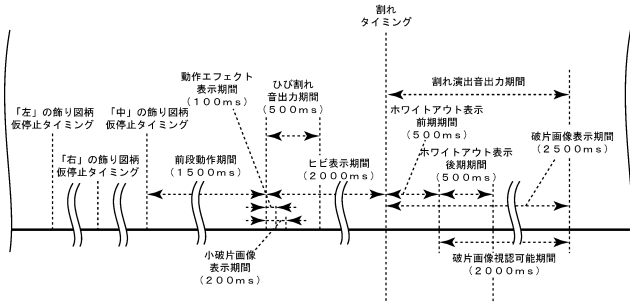 割れ
タイミング
動作エフェクト
表示期間
(100ms)
ひび割れ
音出力期間
(500ms)
割れ演出音出力期間
「左」の飾り図柄
仮停止タイミング
「中」の飾り図柄
仮停止タイミング
ホワイトアウト表示
前期期間
(500ms)
破片画像表示期間
(2500ms)
「右」の飾り図柄
仮停止タイミング
前段動作期間
(1500ms)
ヒビ表示期間
(2000ms)
ホワイトアウト表示
後期期間
(500ms)
小破片画像
表示期間
(200ms)
破片画像視認可能期間
(2000ms)